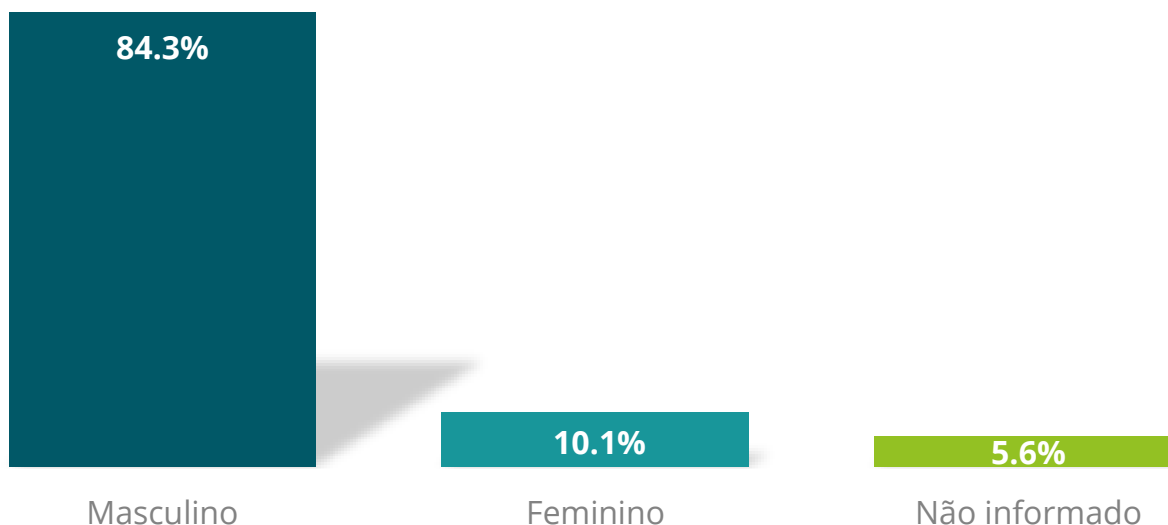 84.3%
10.1%
5.6%
Masculino
Feminino
Não informado